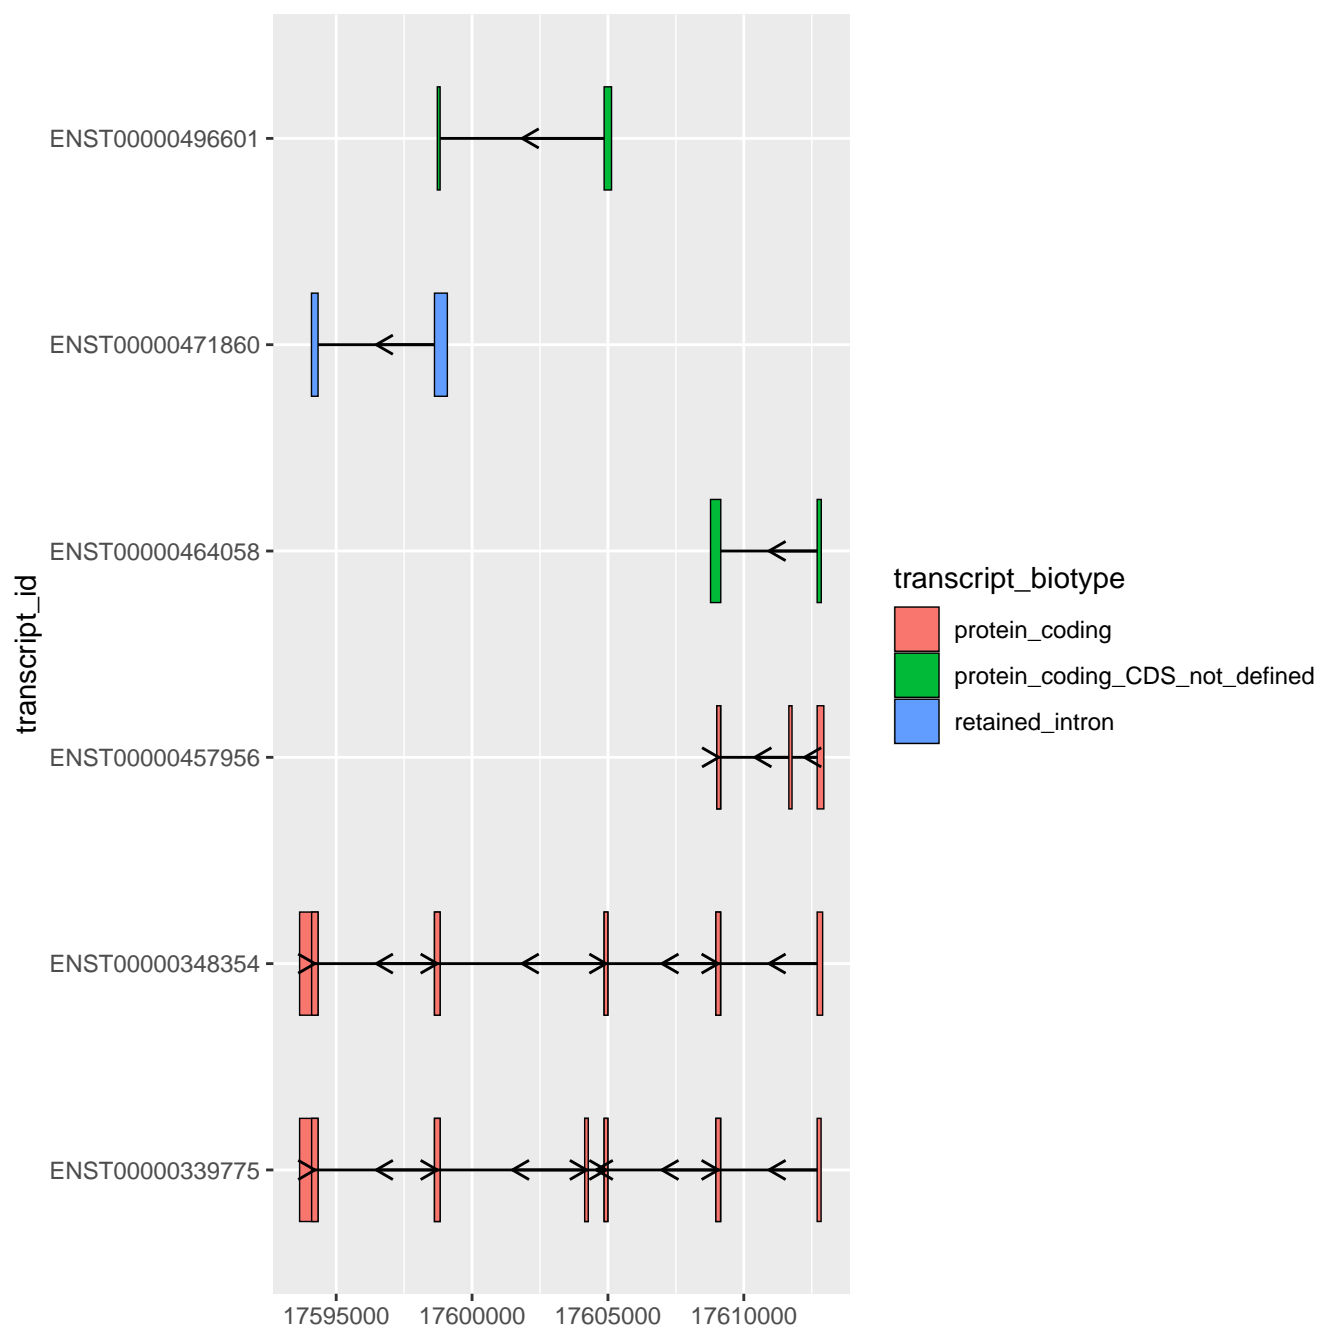 ENST00000496601
ENST00000471860
ENST00000464058
ENST00000457956
ENST00000348354
ENST00000339775
transcript_id
17595000
17600000
17605000
17610000
transcript_biotype
protein_coding
protein_coding_CDS_not_defined
retained_intron